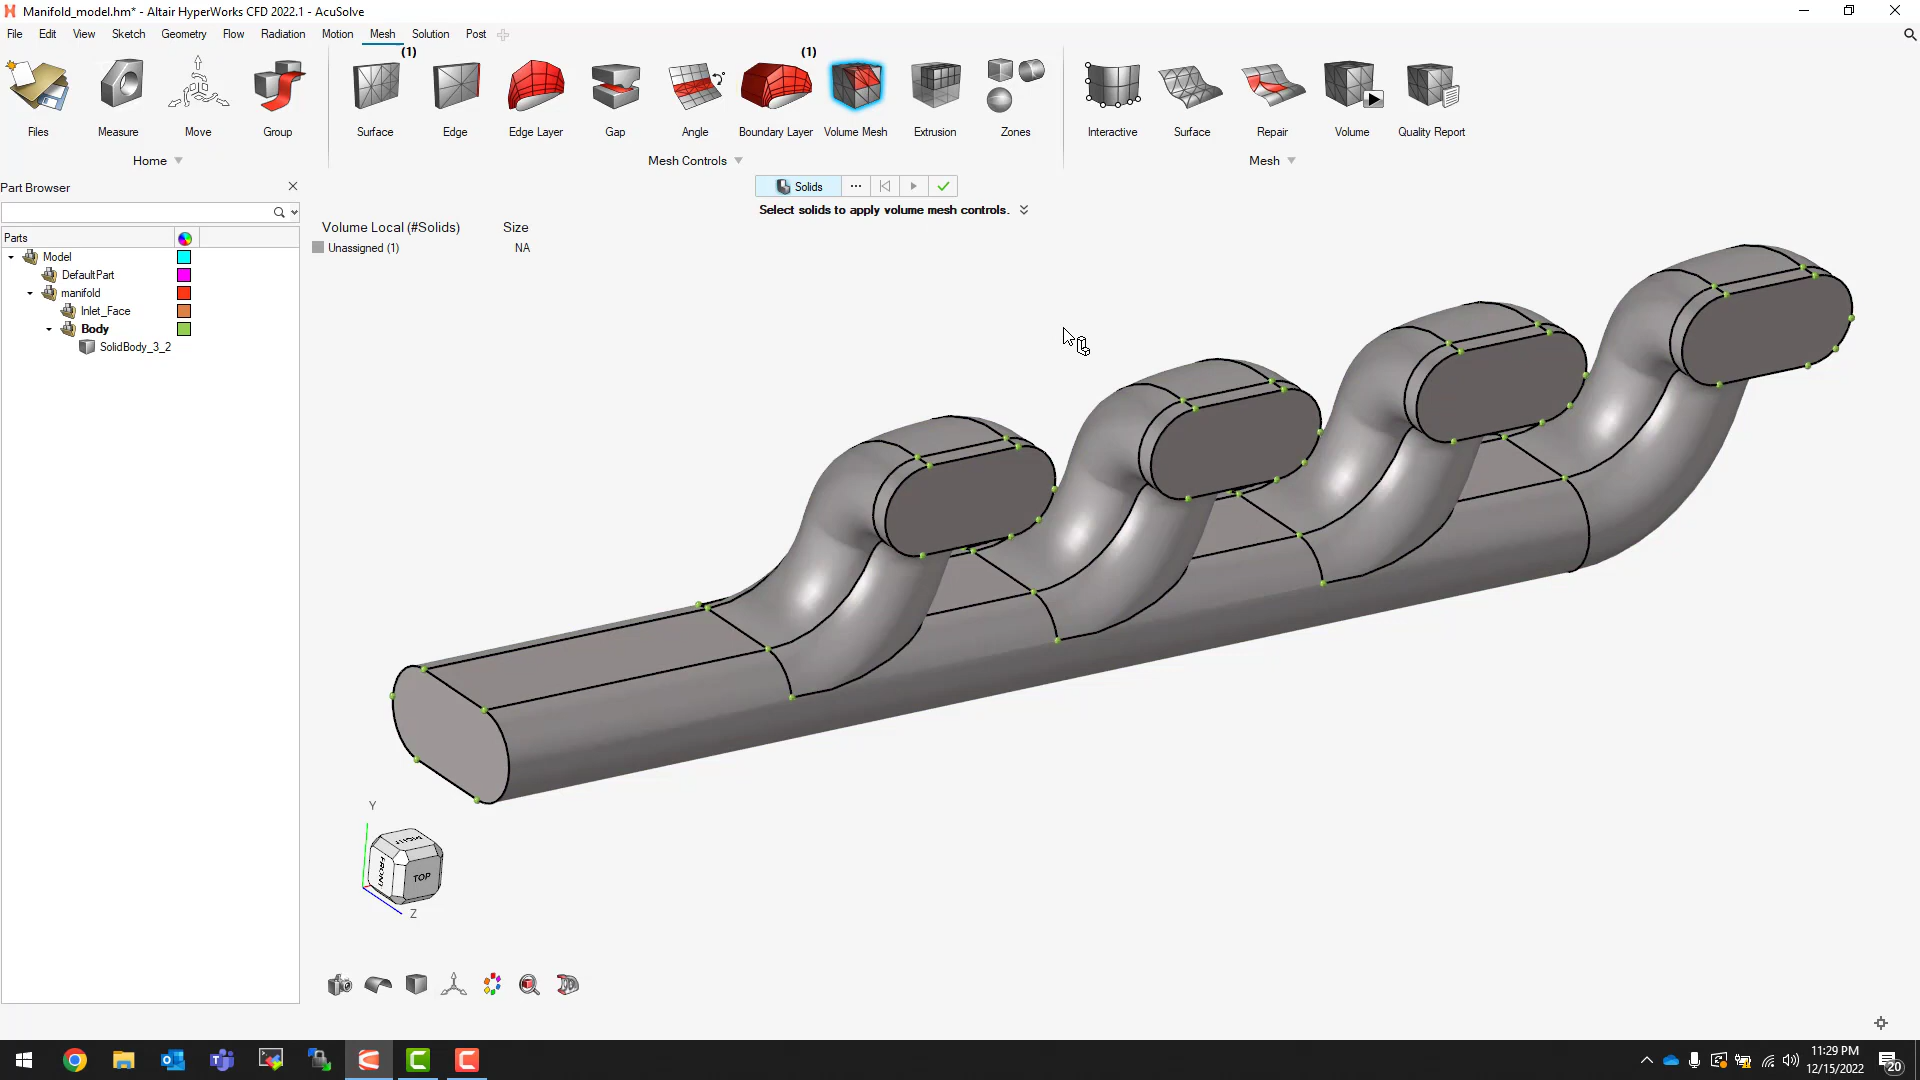 Manifold_model.hm* - Altair HyperWorks CFD 2022.1 - AcuSolve
File Edit View Sketch Geometry Flow Radiation Motion Mesh Solution Post
(1) (1)
Files Measure Move Group Surface Edge Edge Layer Gap Angle Boundary Layer Volume Mesh Extrusion Zones Interactive Surface Repair Volume Quality Report
Home Mesh Controls Mesh
Part Browser
Solids
Select solids to apply volume mesh controls.
Parts
Model
DefaultPart
manifold
Inlet_Face
Body
SolidBody_3_2
Volume Local (#Solids) Size
Unassigned (1) NA
Y
RIGHT
FRONT
TOP
Z
11:29 PM
12/15/2022
20